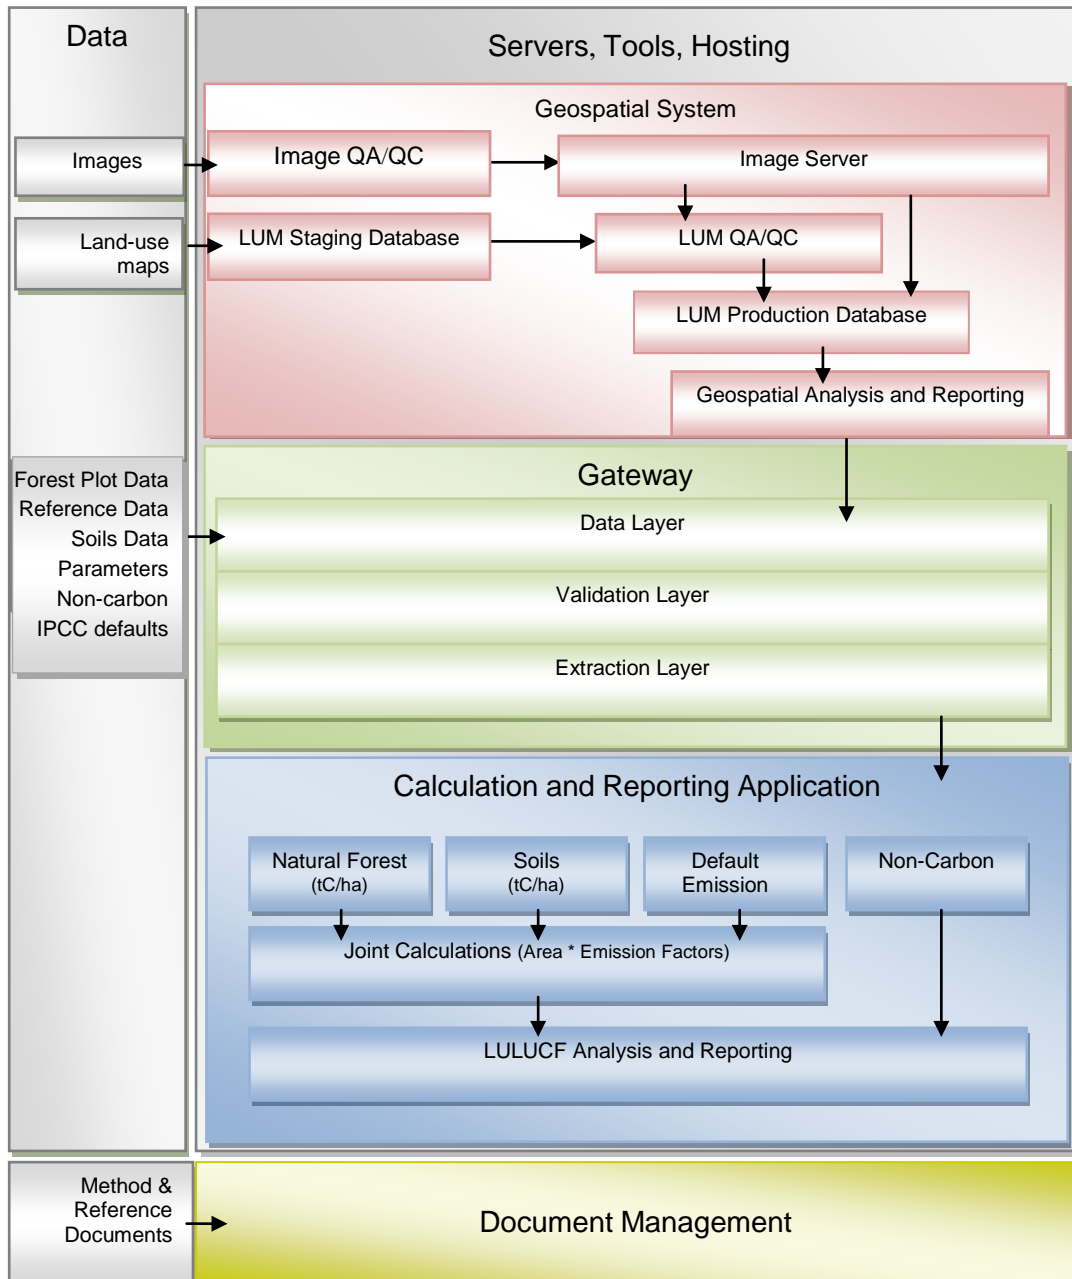 Data
Servers, Tools, Hosting
Geospatial System
Images
Image QA/QC
Image Server
Land-use
maps
LUM Staging Database
LUM QA/QC
LUM Production Database
Geospatial Analysis and Reporting
Forest Plot Data
Reference Data
Soils Data
Parameters
Non-carbon
IPCC defaults
Gateway
Data Layer
Validation Layer
Extraction Layer
Calculation and Reporting Application
Natural Forest
(tC/ha)
Soils
(tC/ha)
Default
Emission
Non-Carbon
Joint Calculations (Area * Emission Factors)
LULUCF Analysis and Reporting
Method &
Reference
Documents
Document Management